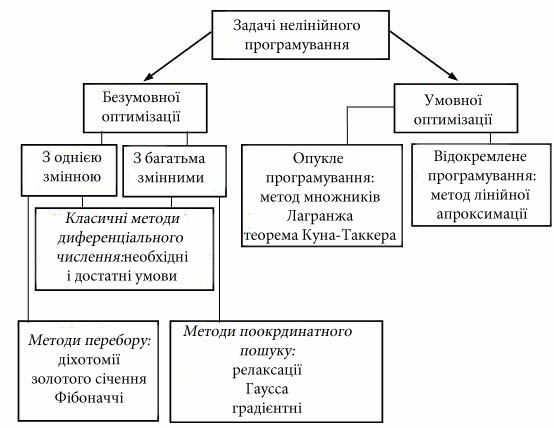 Задачі нелінійного
програмування
Безумовної
оптимізації
Умовної
оптимізації
З однією
змінною
З багатьма
змінними
Опукле
програмування:
метод множників
Лагранжа
теорема Куна-Таккера
Відокремлене
програмування:
метод лінійної
апроксимації
Класичні методи
диференціального
числення:необхідні
і достатні умови
Методи перебору:
діхотомії
золотого січення
Фібоначчі
Методи поокрдинатного
пошуку:
релаксації
Гаусса
градієнтні